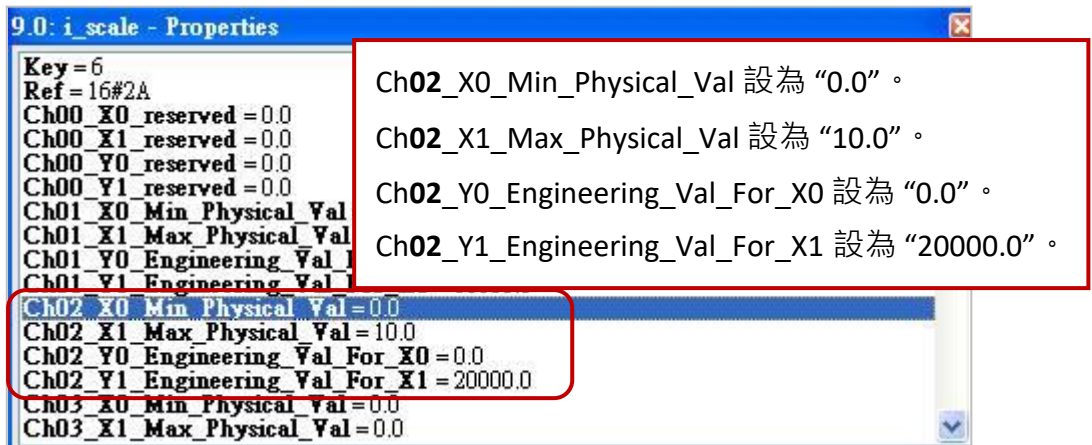 9.0: i_scale - Properties
Key = 6
Ref = 16#2A
Ch00_X0_reserved = 0.0
Ch00_X1_reserved = 0.0
Ch00_Y0_reserved = 0.0
Ch00_Y1_reserved = 0.0
Ch01_X0_Min_Physical_Val
Ch01_X1_Max_Physical_Val
Ch01_Y0_Engineering_Val
Ch01_Y1_Engineering_Val
Ch02_X0_Min_Physical_Val = 0.0
Ch02_X1_Max_Physical_Val = 10.0
Ch02_Y0_Engineering_Val_For_X0 = 0.0
Ch02_Y1_Engineering_Val_For_X1 = 20000.0
Ch03_X0_Min_Physical_Val = 0.0
Ch03_X1_Max_Physical_Val = 0.0
Ch02_X0_Min_Physical_Val 設為 “0.0”。
Ch02_X1_Max_Physical_Val 設為 “10.0”。
Ch02_Y0_Engineering_Val_For_X0 設為 “0.0”。
Ch02_Y1_Engineering_Val_For_X1 設為 “20000.0”。